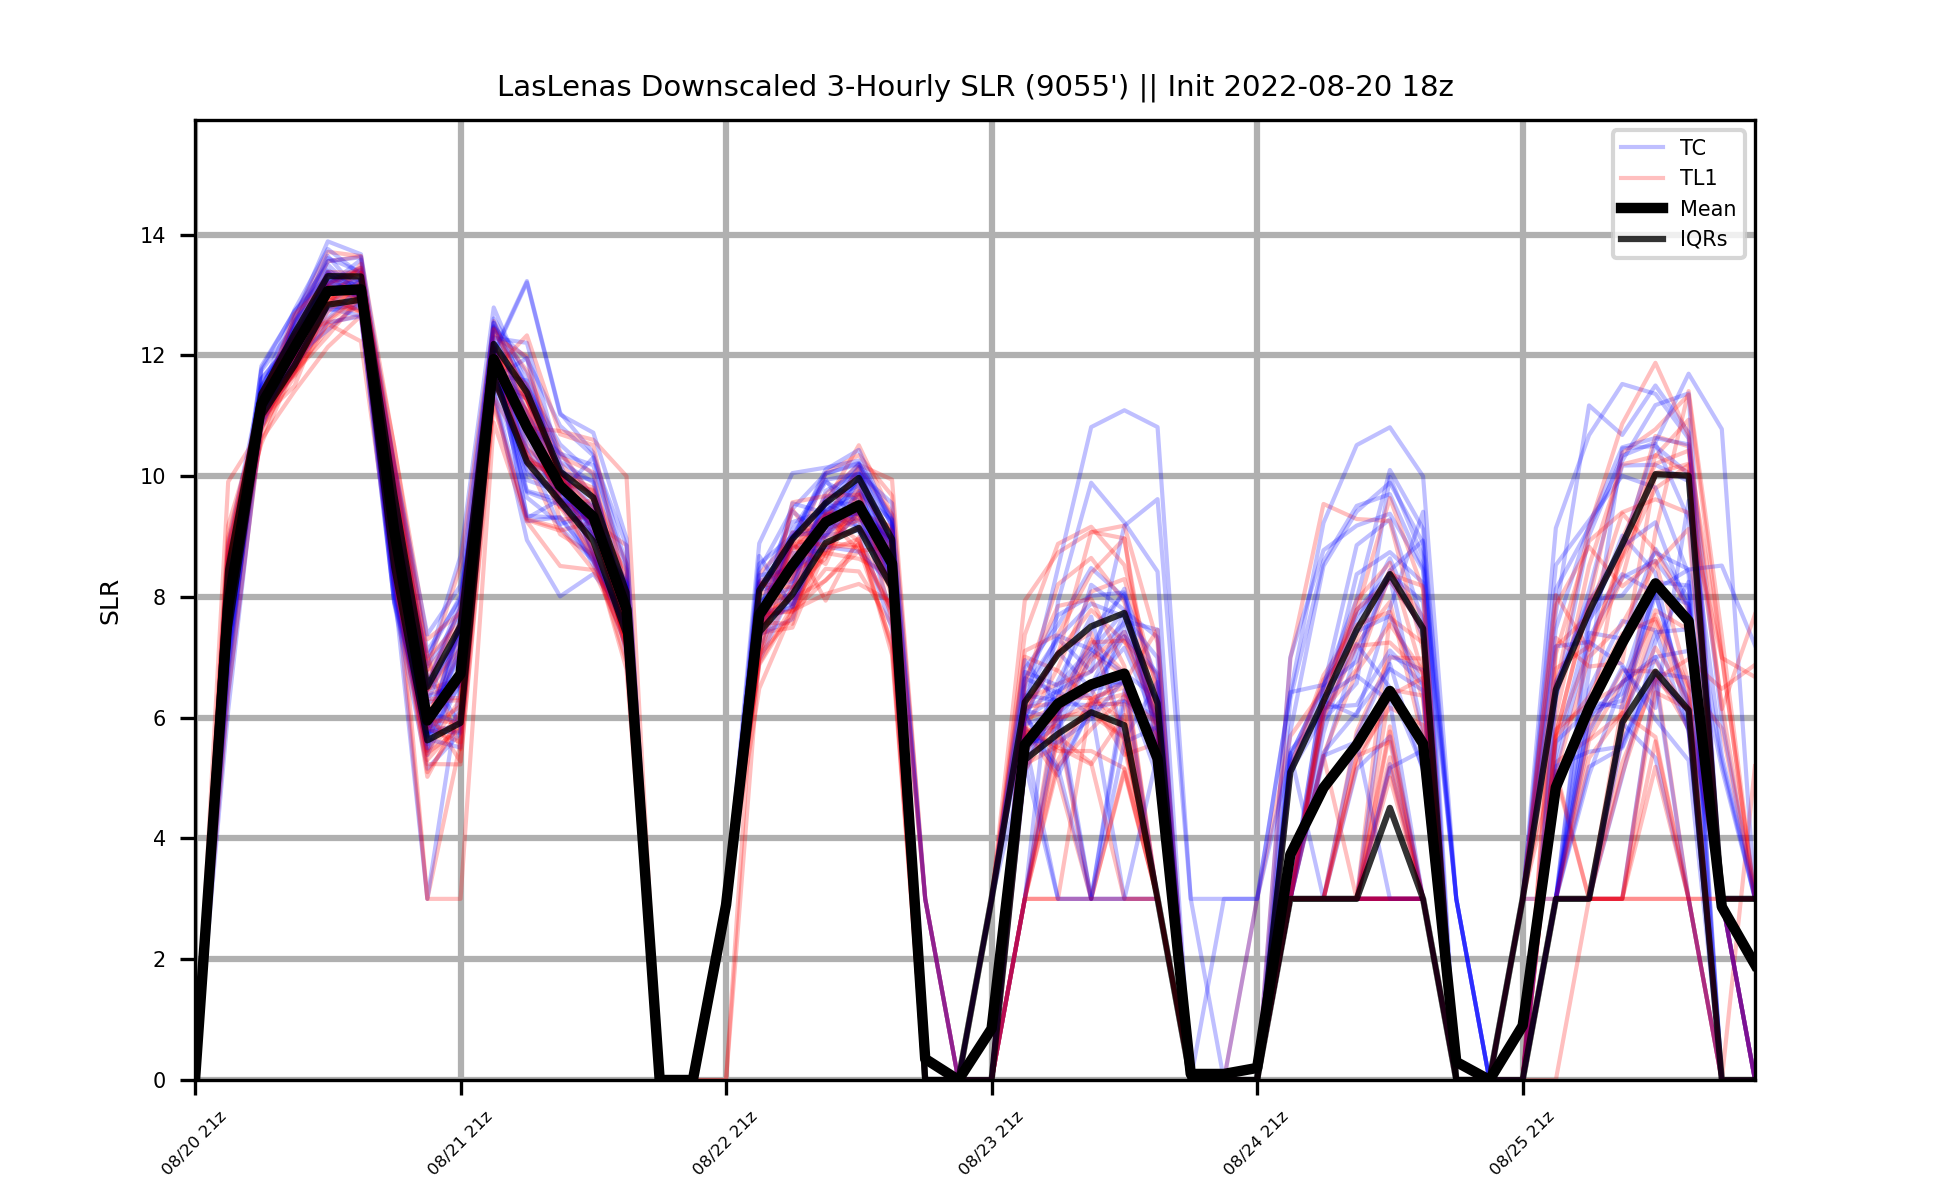 LasLenas Downscaled 3-Hourly SLR (9055') || Init 2022-08-20 18z
TC
TL1
Mean
IQRs
SLR
14
12
10
8
6
4
2
0
08/20 21z
08/21 21z
08/22 21z
08/23 21z
08/24 21z
08/25 21z